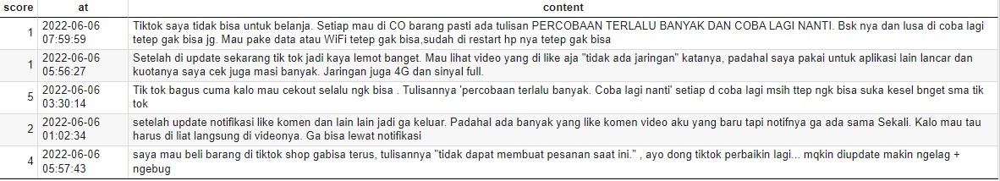 score at content
1 2022-06-06 07:59:59 Tiktok saya tidak bisa untuk belanja. Setiap mau di CO barang pasti ada tulisan PERCOBAAN TERLALU BANYAK DAN COBA LAGI NANTI. Bsk nya dan lusa di coba lagi
tetep gak bisa jg. Mau pake data atau WiFi tetep gak bisa,sudah di restart hp nya tetep gak bisa
1 2022-06-06 05:56:27 Setelah di update sekarang tik tok jadi kaya lemot banget. Mau lihat video yang di like aja "tidak ada jaringan" katanya, padahal saya pakai untuk aplikasi lain lancar dan
kuotanya saya cek juga masi banyak. Jaringan juga 4G dan sinyal full.
5 2022-06-06 03:30:14 Tik tok bagus cuma kalo mau cekout selalu ngk bisa . Tulisannya 'percobaan terlalu banyak. Coba lagi nanti' setiap d coba lagi msih ttep ngk bisa suka kesel bnget sma tik
tok
2 2022-06-06 01:02:34 setelah update notifikasi like komen dan lain lain jadi ga keluar. Padahal ada banyak yang like komen video aku yang baru tapi notifnya ga ada sama Sekali. Kalo mau tau
harus di liat langsung di videonya. Ga bisa lewat notifikasi
4 2022-06-06 05:57:43 saya mau beli barang di tiktok shop gabisa terus, tulisannya "tidak dapat membuat pesanan saat ini." , ayo dong tiktok perbaikin lagi... mqkin diupdate makin ngelag +
ngebug